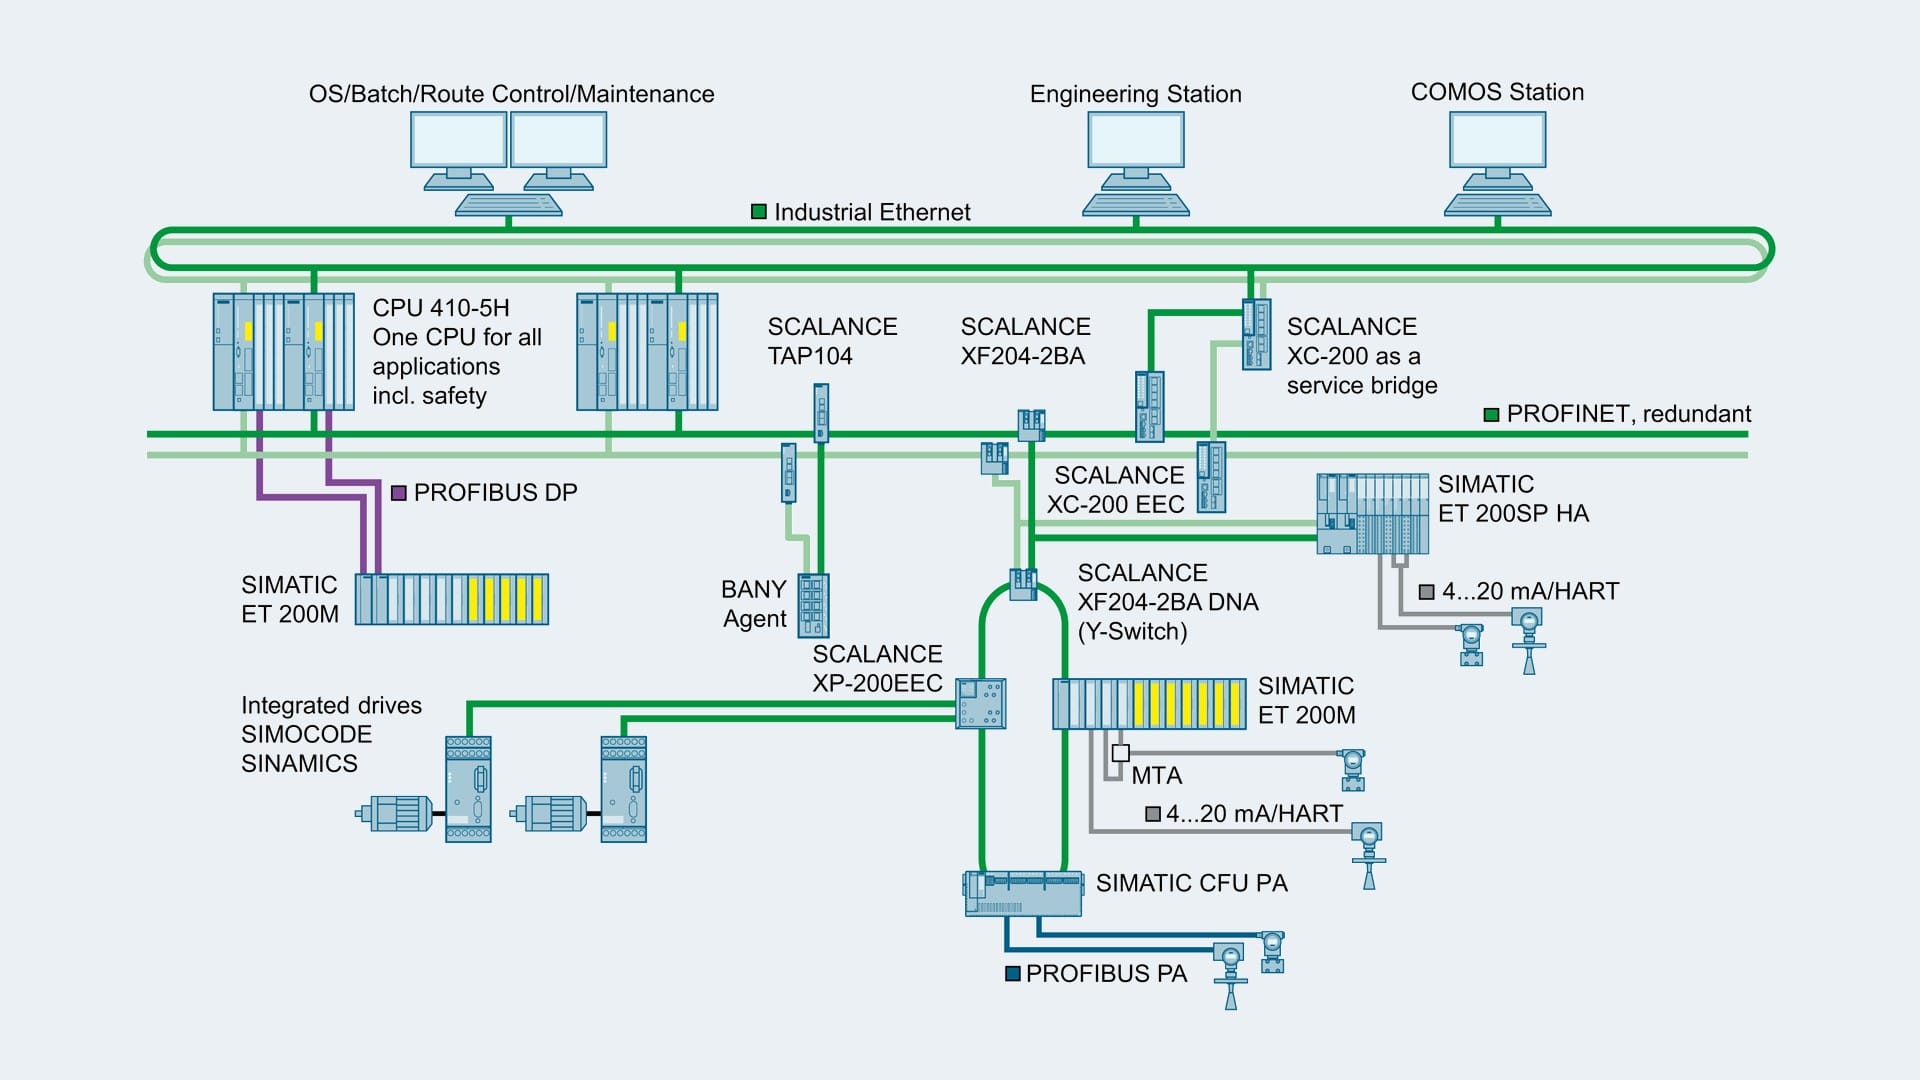 OS/Batch/Route Control/Maintenance
Engineering Station
COMOS Station
Industrial Ethernet
CPU 410-5H
One CPU for all
applications
incl. safety
SCALANCE
TAP104
SCALANCE
XF204-2BA
SCALANCE
XC-200 as a
service bridge
PROFINET, redundant
PROFIBUS DP
SCALANCE
XC-200 EEC
SIMATIC
ET 200SP HA
SIMATIC
ET 200M
BANY
Agent
SCALANCE
XF204-2BA DNA
(Y-Switch)
4...20 mA/HART
SCALANCE
XP-200EEC
SIMATIC
ET 200M
Integrated drives
SIMOCODE
SINAMICS
MTA
4...20 mA/HART
SIMATIC CFU PA
PROFIBUS PA